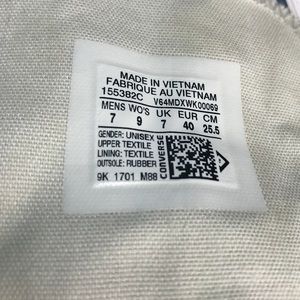 MADE IN VIETNAM
FABRIQUE AU VIETNAM
155382C V64MDXWK00069
MENS WO'S UK EUR CM
7 9 7 40 25.5
GENDER: UNISEX
UPPER TEXTILE
LINING: TEXTILE
OUTSOLE: RUBBER
CONVERSE
9K 1701 M88